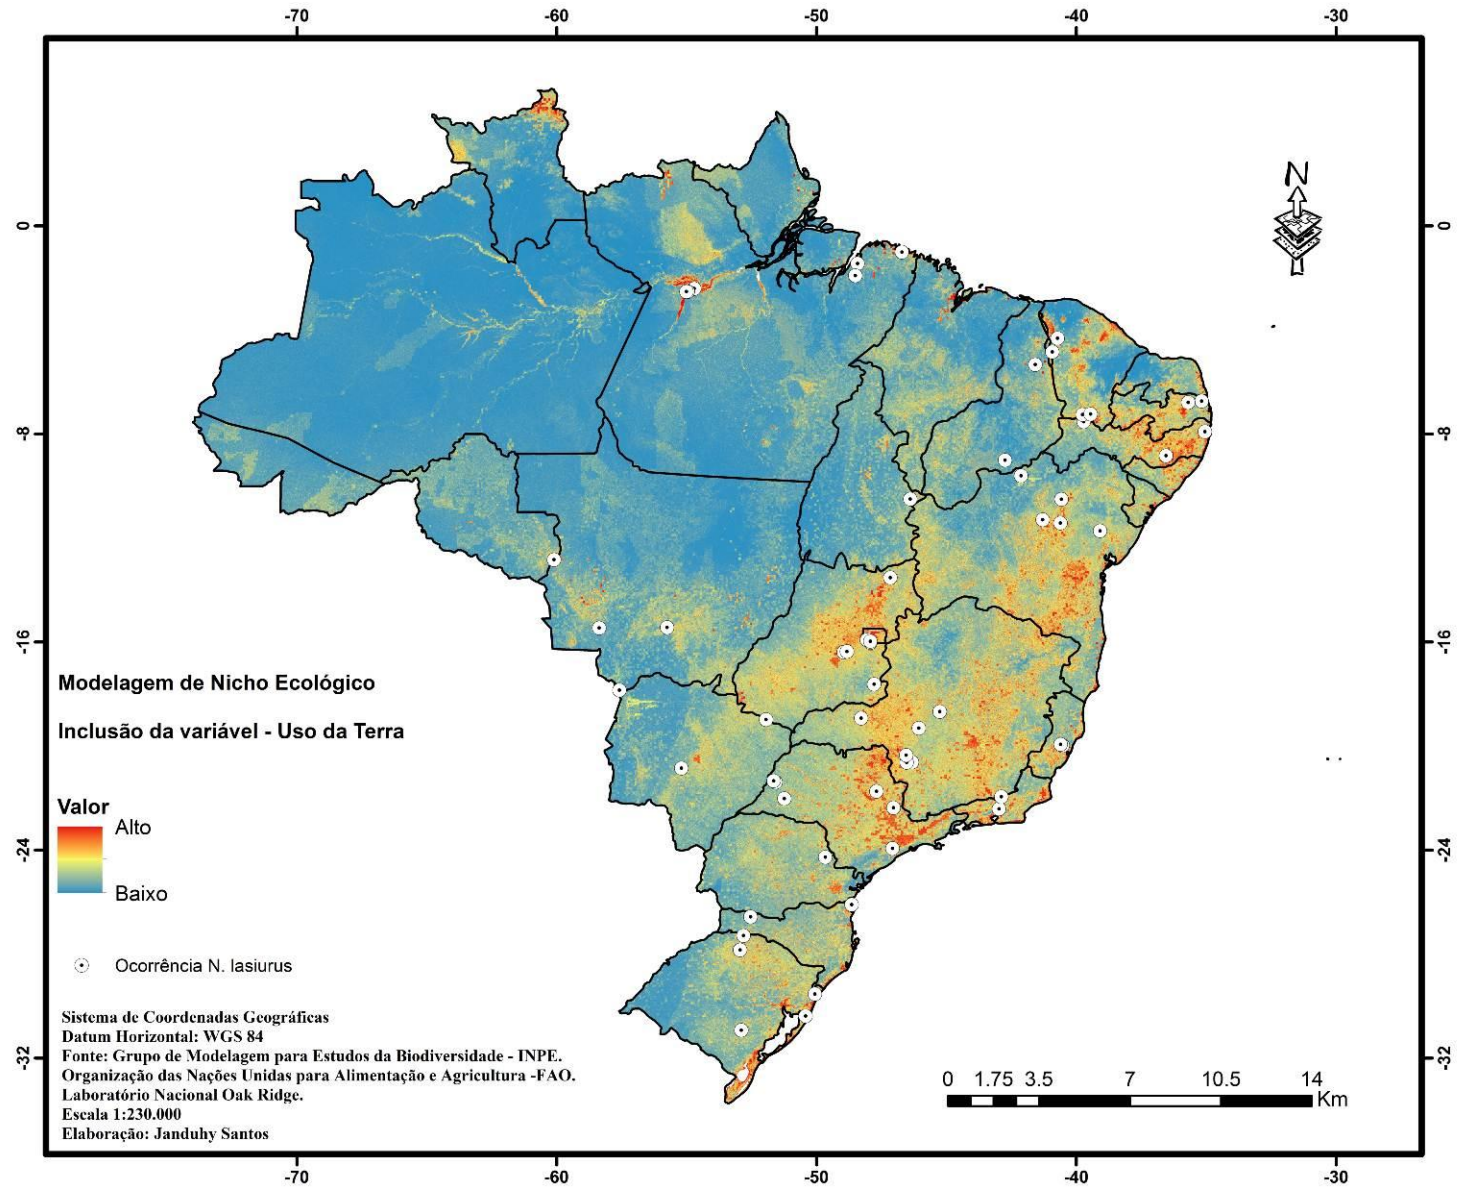 -70 -60 -50 -40 -30
N
0 0
-8 -8
-16 -16
Modelagem de Nicho Ecológico
Inclusão da variável - Uso da Terra
Valor
Alto
Baixo
-24 -24
Ocorrência N. lasiurus
Sistema de Coordenadas Geográficas
Datum Horizontal: WGS 84
Fonte: Grupo de Modelagem para Estudos da Biodiversidade - INPE.
Organização das Nações Unidas para Alimentação e Agricultura -FAO.
Laboratório Nacional Oak Ridge.
Escala 1:230.000
Elaboração: Janduhy Santos
-32 -32
0 1.75 3.5 7 10.5 14
Km
-70 -60 -50 -40 -30